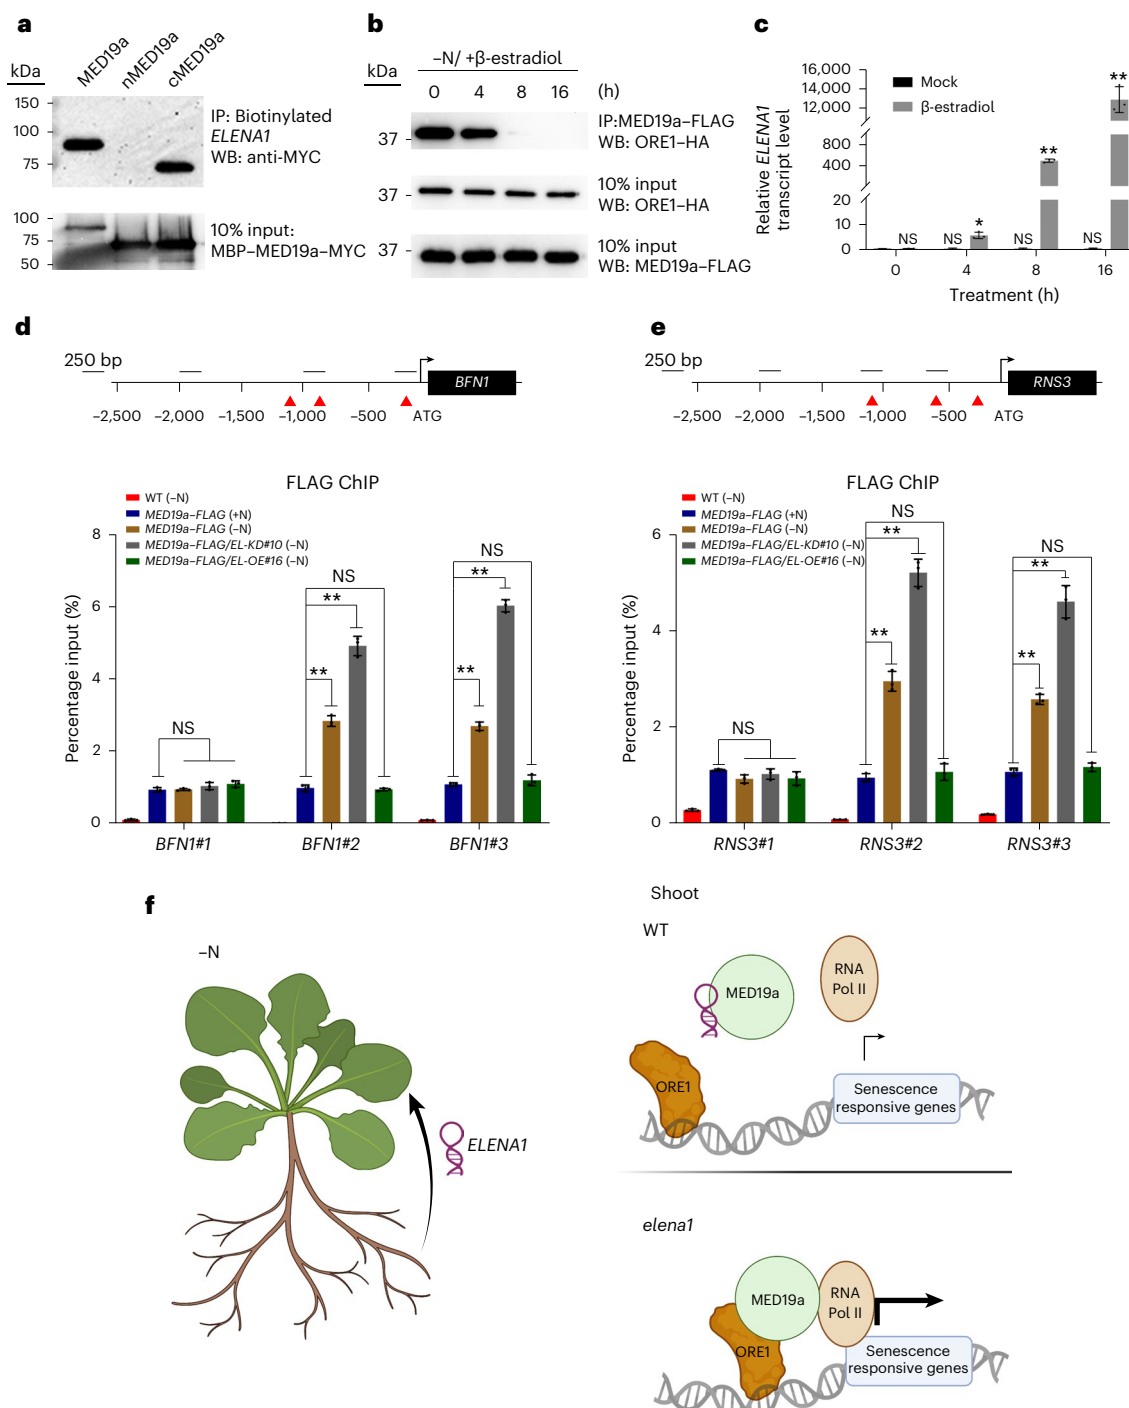 a
kDa
MED19a
nMED19a
cMED19a
150
100
75
IP: Biotinylated
ELENA1
WB: anti-MYC
100
75
50
10% input:
MBP–MED19a–MYC
b
–N/ +β-estradiol
kDa
0 4 8 16 (h)
37
IP:MED19a–FLAG
WB: ORE1–HA
37
10% input
WB: ORE1–HA
37
10% input
WB: MED19a–FLAG
c
Relative ELENA1
transcript level
16,000
14,000
12,000
800
400
20
10
0
Mock
β-estradiol
NS NS * NS ** NS **
0 4 8 16
Treatment (h)
d
250 bp
BFN1
–2,500 –2,000 –1,500 –1,000 –500 ATG
FLAG ChIP
WT (–N)
MED19a–FLAG (+N)
MED19a–FLAG (–N)
MED19a–FLAG/EL-KD#10 (–N)
MED19a–FLAG/EL-OE#16 (–N)
Percentage input (%)
8
6
4
2
0
NS
NS
**
**
NS
**
**
BFN1#1 BFN1#2 BFN1#3
e
250 bp
RNS3
–2,500 –2,000 –1,500 –1,000 –500 ATG
FLAG ChIP
WT (–N)
MED19a–FLAG (+N)
MED19a–FLAG (–N)
MED19a–FLAG/EL-KD#10 (–N)
MED19a–FLAG/EL-OE#16 (–N)
Percentage input (%)
6
4
2
0
NS
NS
**
**
NS
**
**
RNS3#1 RNS3#2 RNS3#3
f
–N
ELENA1
Shoot
WT
MED19a
RNA
Pol II
ORE1
Senescence
responsive genes
elena1
MED19a
RNA
Pol II
ORE1
Senescence
responsive genes